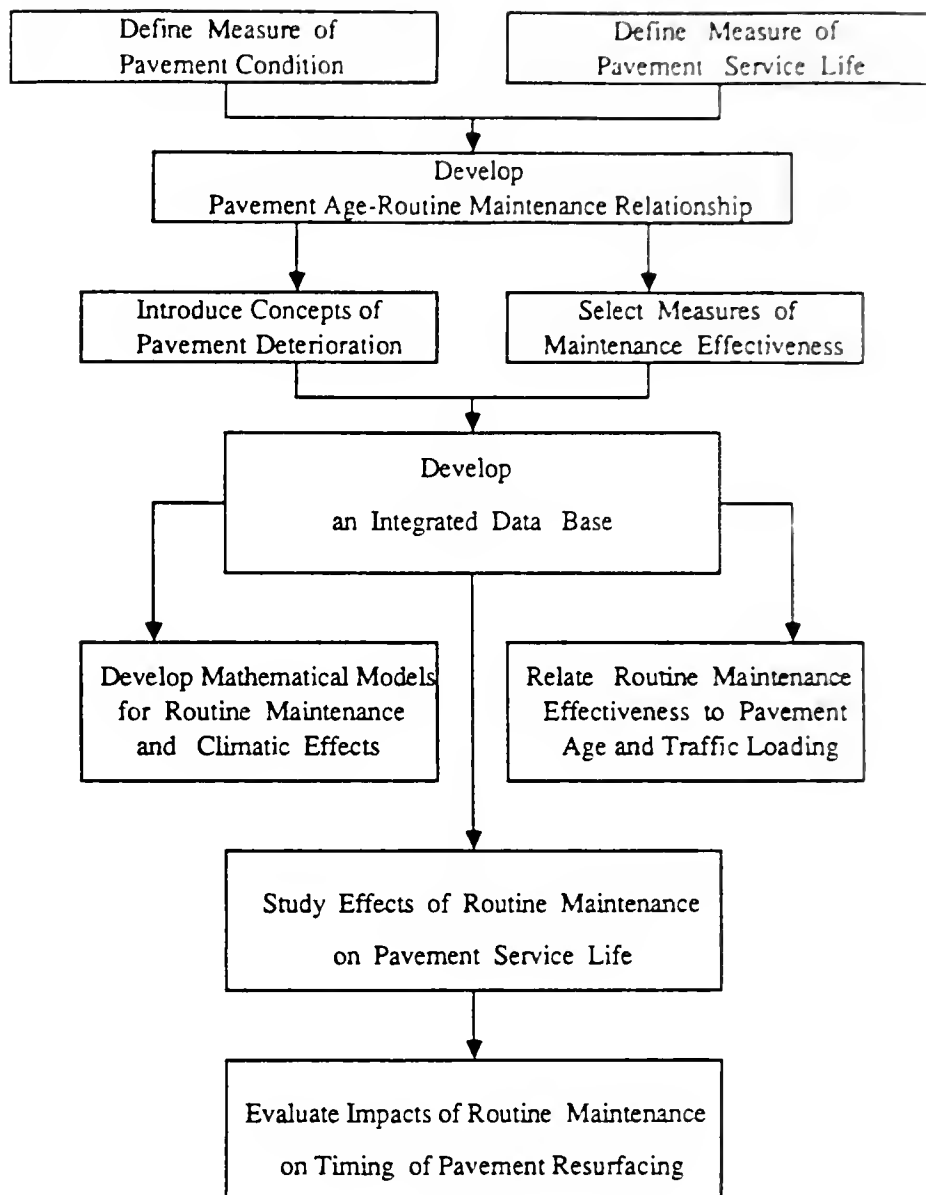 Define Measure of
Pavement Condition
Define Measure of
Pavement Service Life
Develop
Pavement Age-Routine Maintenance Relationship
Introduce Concepts of
Pavement Deterioration
Select Measures of
Maintenance Effectiveness
Develop
an Integrated Data Base
Develop Mathematical Models
for Routine Maintenance
and Climatic Effects
Relate Routine Maintenance
Effectiveness to Pavement
Age and Traffic Loading
Study Effects of Routine Maintenance
on Pavement Service Life
Evaluate Impacts of Routine Maintenance
on Timing of Pavement Resurfacing